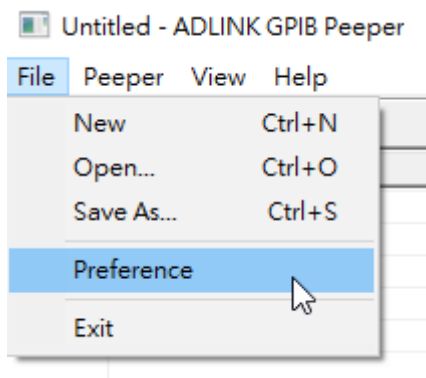 Untitled - ADLINK GPIB Peeper
File Peeper View Help
New Ctrl+N
Open... Ctrl+O
Save As... Ctrl+S
Preference
Exit